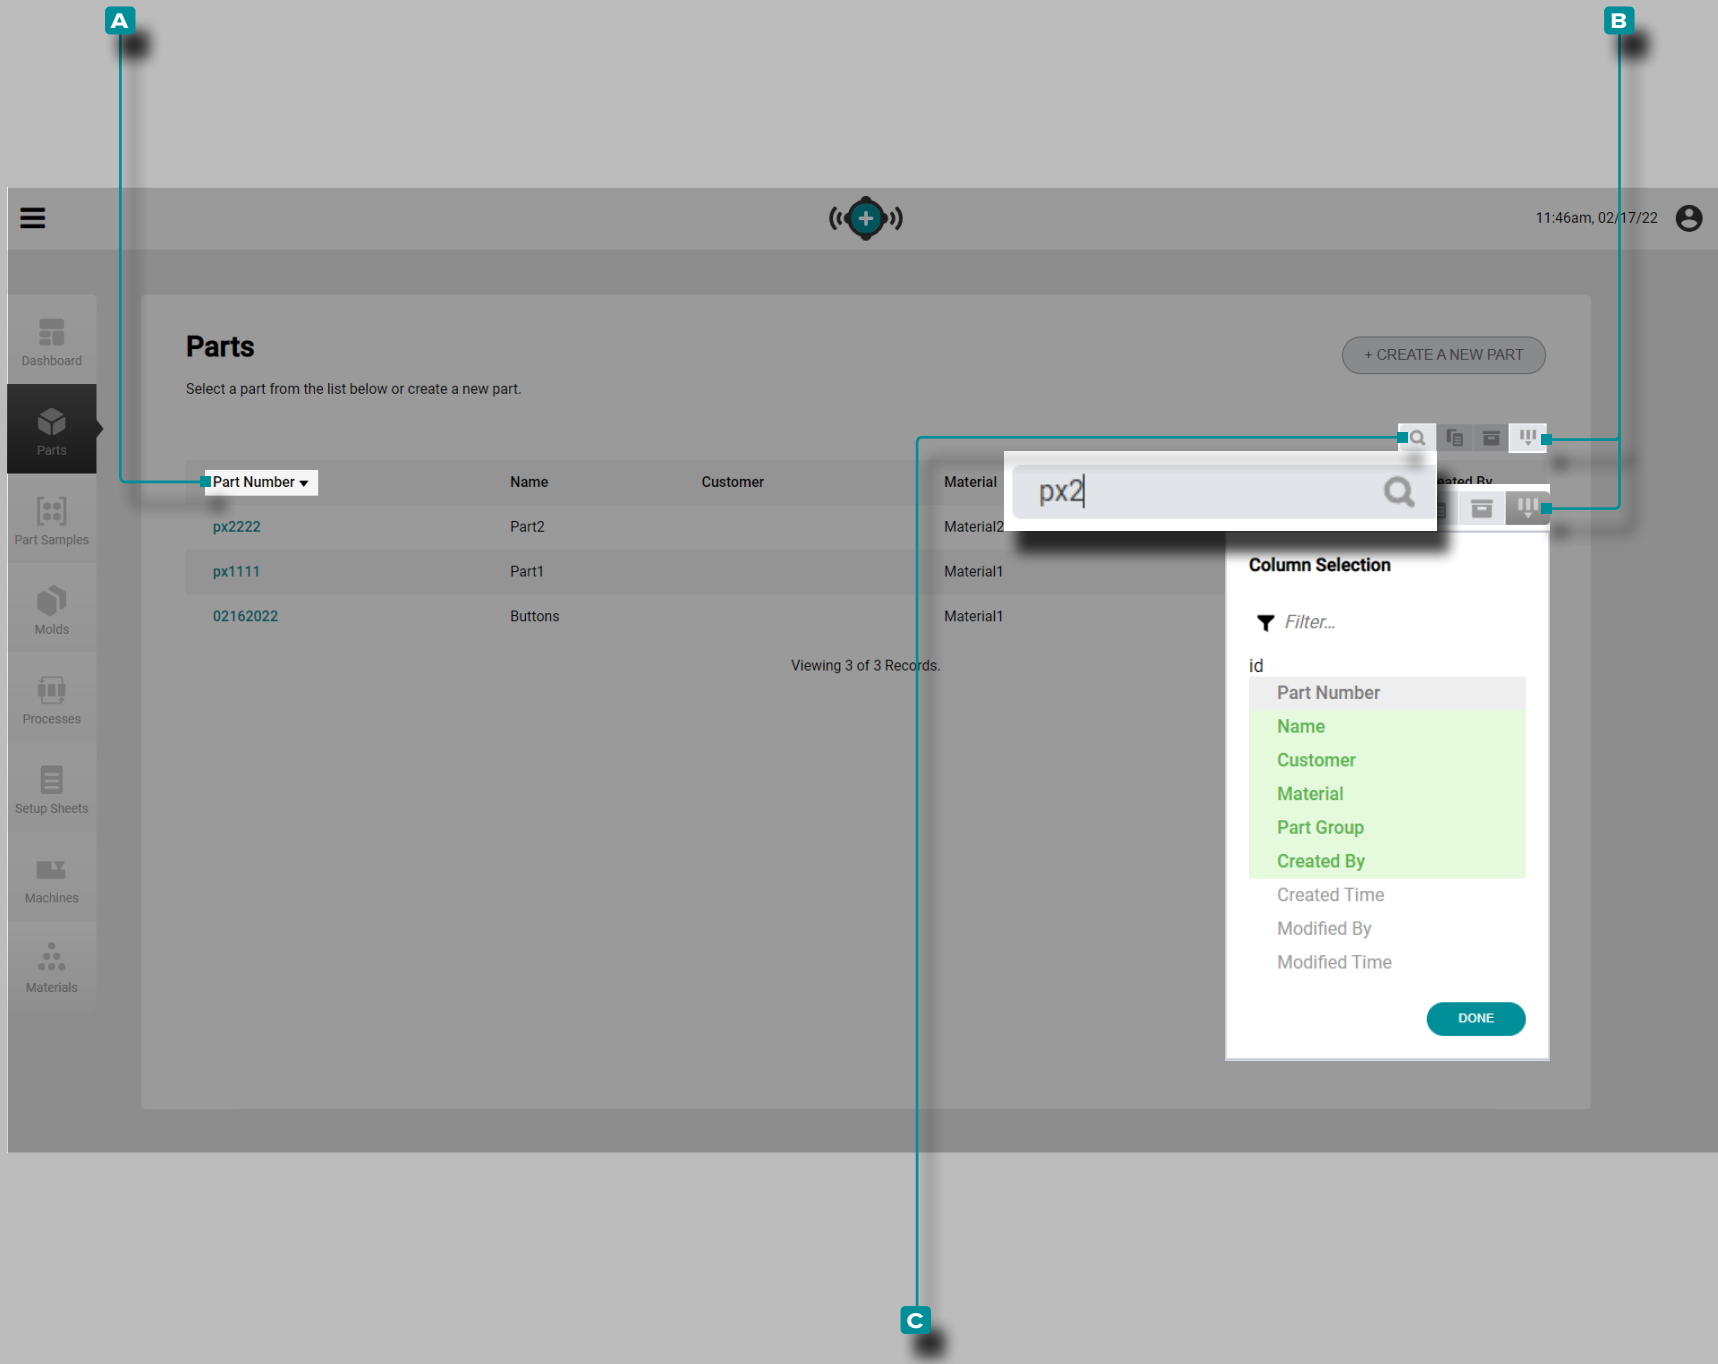 A
B
11:46am, 02/17/22
Dashboard
Parts
Part Samples
Molds
Processes
Setup Sheets
Machines
Materials
Parts
+ CREATE A NEW PART
Select a part from the list below or create a new part.
Part Number Name Customer Material
px2
px2222 Part2 Material2
px1111 Part1 Material1
02162022 Buttons Material1
Viewing 3 of 3 Records.
Column Selection
Filter...
id
Part Number
Name
Customer
Material
Part Group
Created By
Created Time
Modified By
Modified Time
DONE
C